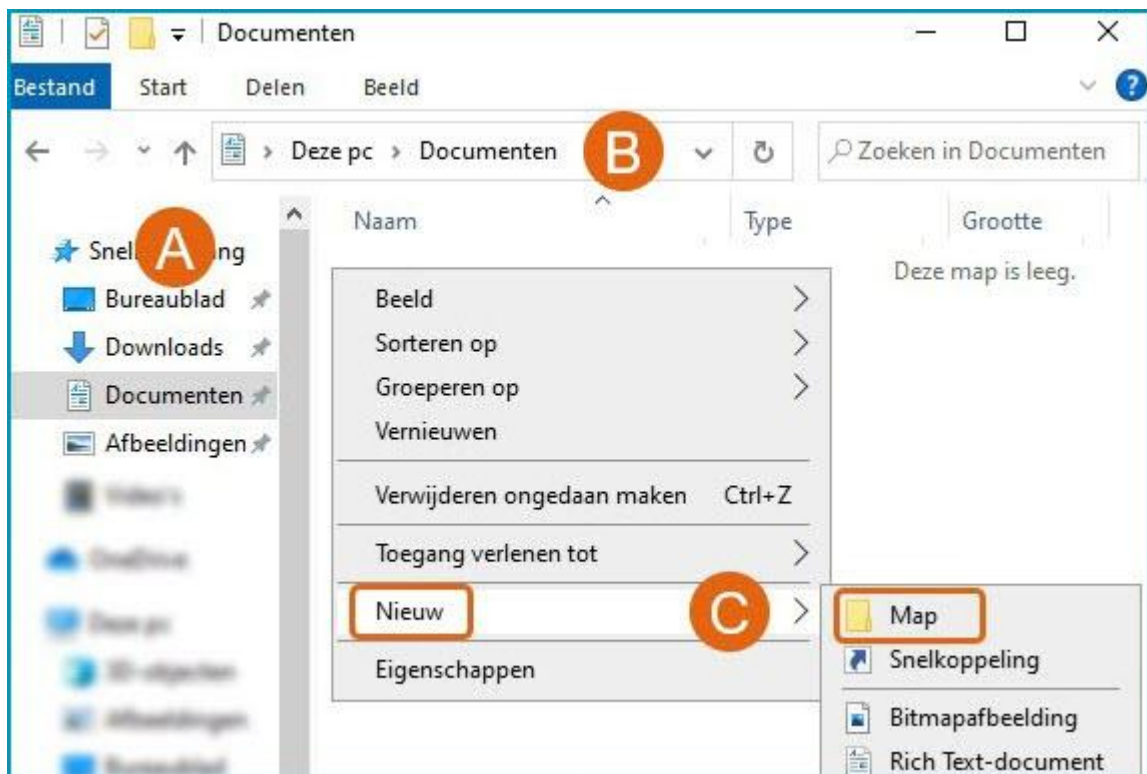 Documenten
Bestand Start Delen Beeld
Deze pc > Documenten B Zoeken in Documenten
Naam Type Grootte
A
Bureaublad
Downloads
Documenten
Afbeeldingen
Deze map is leeg.
Beeld
Sorteren op
Groeperen op
Vernieuwen
Verwijderen ongedaan maken Ctrl+Z
Toegang verlenen tot
Nieuw C
Eigenschappen
Map
Snelkoppeling
Bitmapafbeelding
Rich Text-document